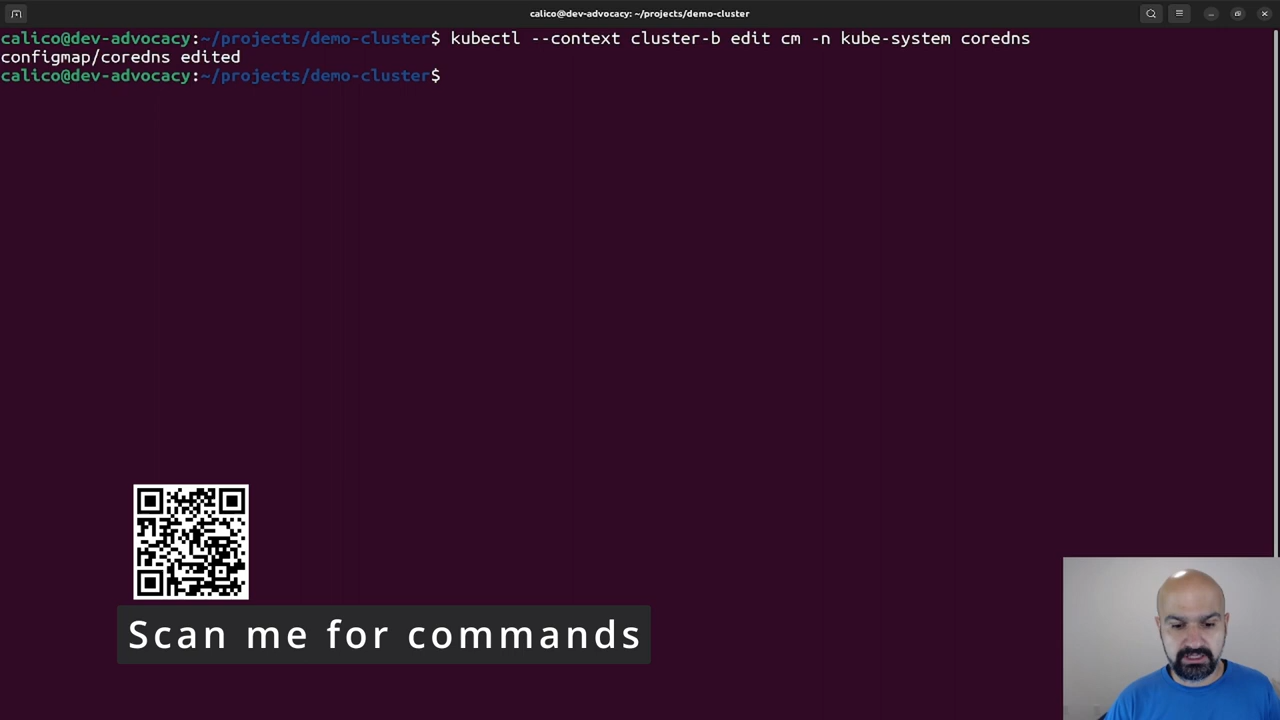 calico@dev-advocacy: ~/projects/demo-cluster
calico@dev-advocacy:~/projects/demo-cluster$ kubectl --context cluster-b edit cm -n kube-system coredns
configmap/coredns edited
calico@dev-advocacy:~/projects/demo-cluster$
Scan me for commands